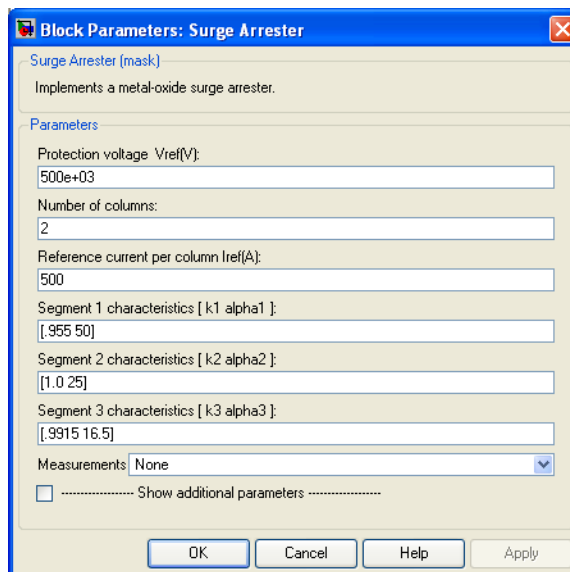 Block Parameters: Surge Arrester
Surge Arrester (mask)
Implements a metal-oxide surge arrester.
Parameters
Protection voltage Vref(V):
500e+03
Number of columns:
2
Reference current per column Iref(A):
500
Segment 1 characteristics [ k1 alpha1 ]:
[.955 50]
Segment 2 characteristics [ k2 alpha2 ]:
[1.0 25]
Segment 3 characteristics [ k3 alpha3 ]:
[.9915 16.5]
Measurements None
------------------ Show additional parameters ------------------
OK Cancel Help Apply